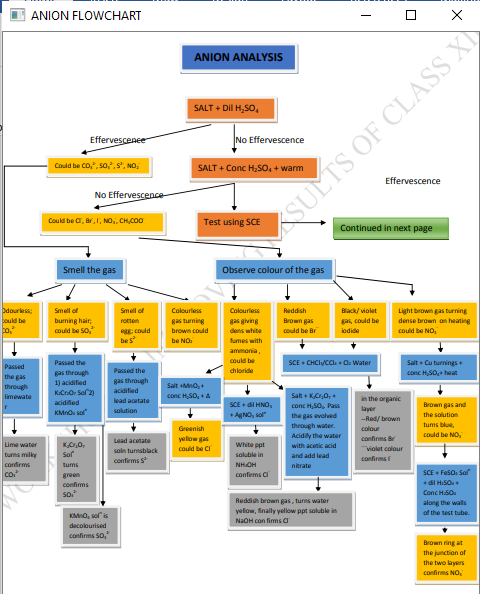 ANION FLOWCHART
ANION ANALYSIS
SALT + Dil H₂SO₄
Effervescence
No Effervescence
Could be CO₃²⁻, SO₃²⁻, S²⁻, NO₂⁻
SALT + Conc H₂SO₄ + warm
Effervescence
No Effervescence
Could be Cl⁻, Br⁻, I⁻, NO₃⁻, CH₃COO⁻
Test using SCE
Continued in next page
Smell the gas
Observe colour of the gas
Odourless;
could be
CO₃²⁻
Smell of
burning hair;
could be SO₃²⁻
Smell of
rotten
egg; could
be S²⁻
Colourless
gas turning
brown could
be NO₂
Colourless
gas giving
dens white
fumes with
ammonia ,
could be
chloride
Reddish
Brown gas
could be Br⁻
Black/ violet
gas, could be
iodide
Light brown gas turning
dense brown on heating
could be NO₃
Passed
the gas
through
limewate
r
Passed the
gas through
1) acidified
K₂Cr₂O₇ Solⁿ2)
acidified
KMnO₄ solⁿ
Passed the
gas through
acidified
lead acetate
solution
Salt +MnO₂ +
conc H₂SO₄ + Δ
SCE + CHCl₃/CCl₄ + Cl₂ Water
Salt + Cu turnings +
conc H₂SO₄+ heat
SCE + dil HNO₃
+ AgNO₃ solⁿ
Salt + K₂Cr₂O₇ +
conc H₂SO₄ Pass
the gas evolved
through water.
Acidify the water
with acetic acid
and add lead
nitrate
in the organic
layer
–Red/ brown
colour
confirms Br⁻
violet colour
confirms I⁻
Brown gas and
the solution
turns blue,
could be NO₃⁻
Lime water
turns milky
confirms
CO₃²⁻
K₂Cr₂O₇
Solⁿ
turns
green
confirms
SO₃²⁻
Lead acetate
soln turnsblack
confirms S²⁻
Greenish
yellow gas
could be Cl⁻
White ppt
soluble in
NH₄OH
confirms Cl⁻
SCE + FeSO₄ Solⁿ
+ dil H₂SO₄ +
Conc H₂SO₄
along the walls
of the test tube.
KMnO₄ solⁿ is
decolourised
confirms SO₃²⁻
Reddish brown gas , turns water
yellow, finally yellow ppt soluble in
NaOH con firms Cl⁻
Brown ring at
the junction of
the two layers
confirms NO₃⁻